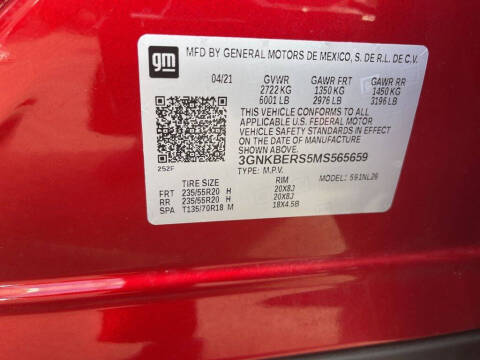 gm
MFD BY GENERAL MOTORS DE MEXICO, S. DE R.L. DE C.V.
04/21 GVWR GAWR FRT GAWR RR
2722 KG 1350 KG 1450 KG
6001 LB 2976 LB 3196 LB
THIS VEHICLE CONFORMS TO ALL
APPLICABLE U.S. FEDERAL MOTOR
VEHICLE SAFETY STANDARDS IN EFFECT
ON THE DATE OF MANUFACTURE
SHOWN ABOVE.
3GNKBERS5MS565659
252F TYPE: M.P.V.
TIRE SIZE RIM MODEL: 591NL26
FRT 235/55R20 H 20X8J
RR 235/55R20 H 20X8J
SPA T135/70R18 M 18X4.5B